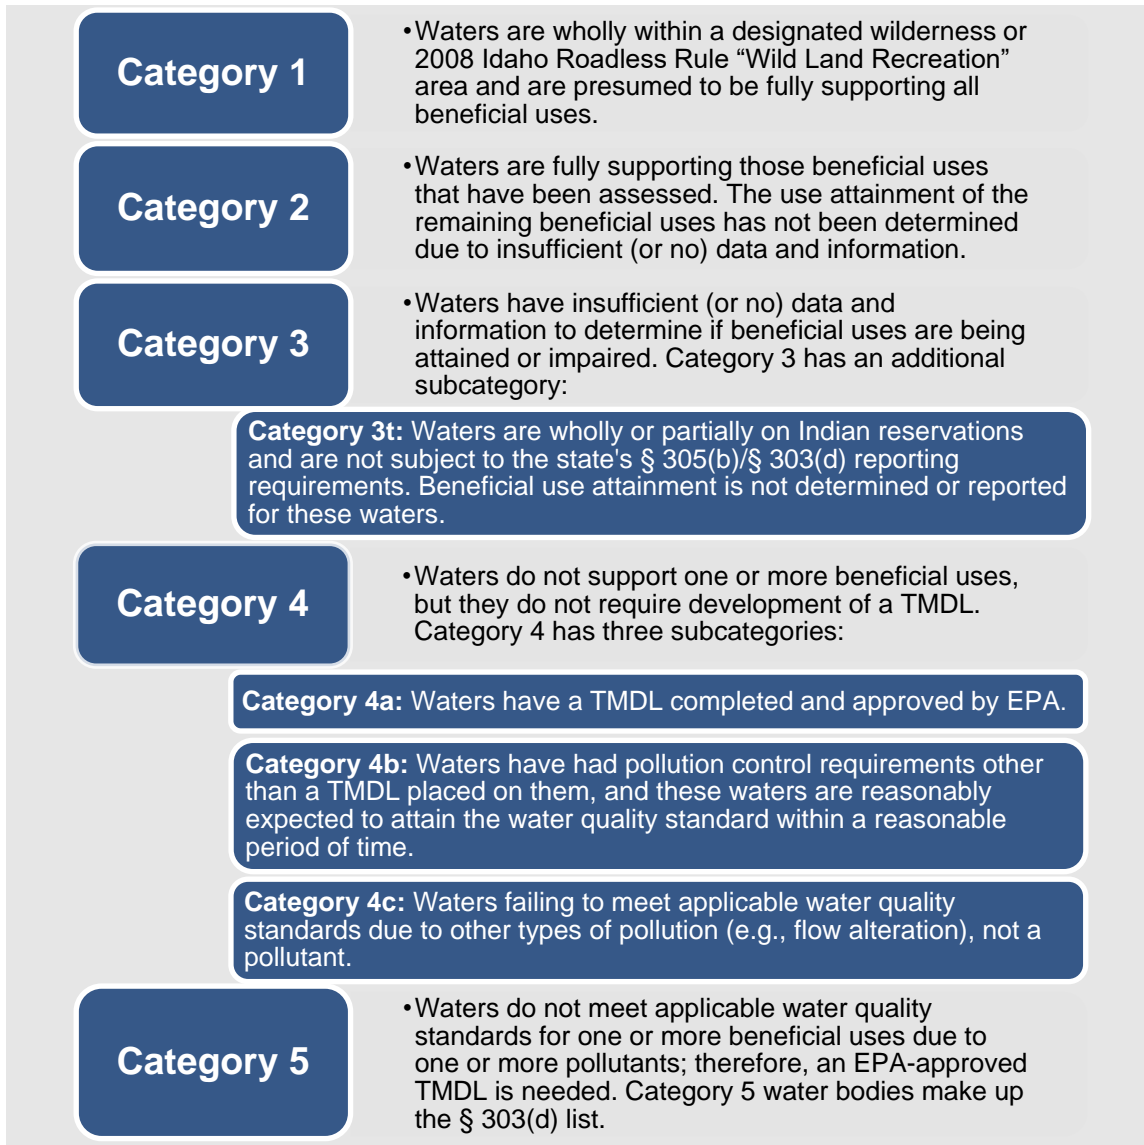 Category 1
•Waters are wholly within a designated wilderness or
2008 Idaho Roadless Rule “Wild Land Recreation”
area and are presumed to be fully supporting all
beneficial uses.
Category 2
•Waters are fully supporting those beneficial uses
that have been assessed. The use attainment of the
remaining beneficial uses has not been determined
due to insufficient (or no) data and information.
Category 3
•Waters have insufficient (or no) data and
information to determine if beneficial uses are being
attained or impaired. Category 3 has an additional
subcategory:
Category 3t: Waters are wholly or partially on Indian reservations
and are not subject to the state's § 305(b)/§ 303(d) reporting
requirements. Beneficial use attainment is not determined or reported
for these waters.
Category 4
•Waters do not support one or more beneficial uses,
but they do not require development of a TMDL.
Category 4 has three subcategories:
Category 4a: Waters have a TMDL completed and approved by EPA.
Category 4b: Waters have had pollution control requirements other
than a TMDL placed on them, and these waters are reasonably
expected to attain the water quality standard within a reasonable
period of time.
Category 4c: Waters failing to meet applicable water quality
standards due to other types of pollution (e.g., flow alteration), not a
pollutant.
Category 5
•Waters do not meet applicable water quality
standards for one or more beneficial uses due to
one or more pollutants; therefore, an EPA-approved
TMDL is needed. Category 5 water bodies make up
the § 303(d) list.